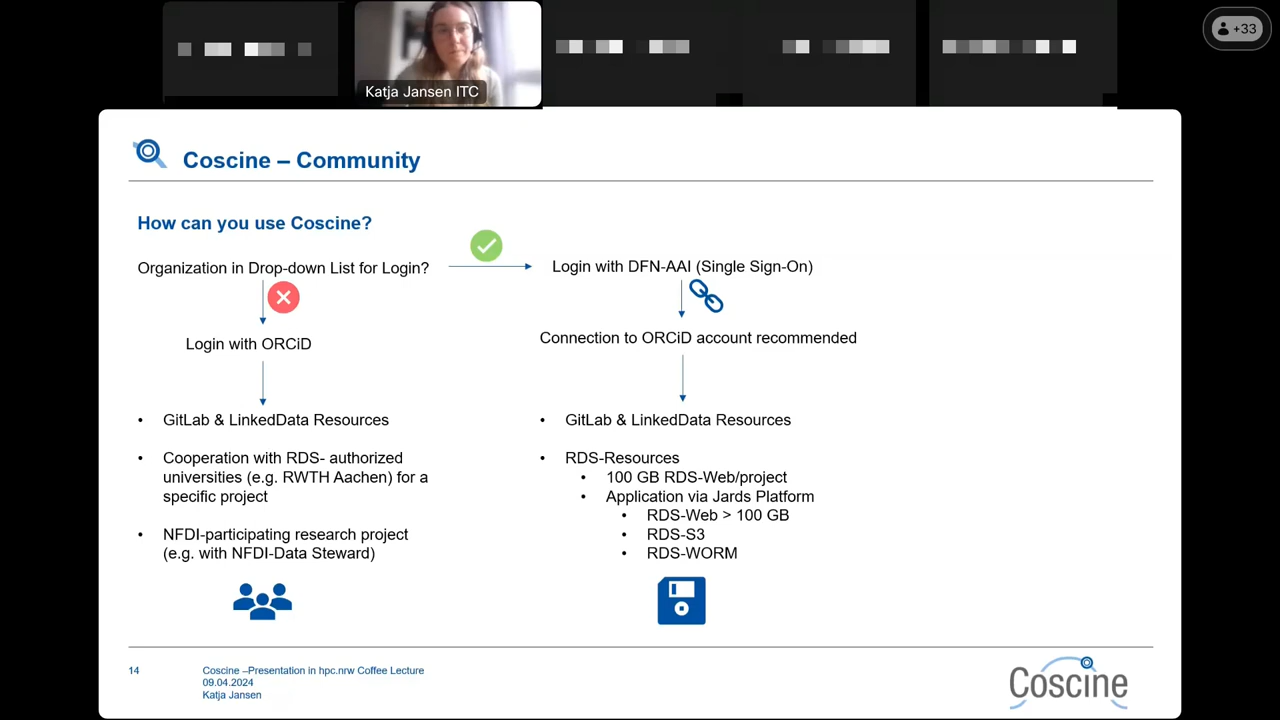 +33
Katja Jansen ITC
Coscine – Community
How can you use Coscine?
Organization in Drop-down List for Login?
Login with DFN-AAI (Single Sign-On)
Login with ORCiD
Connection to ORCiD account recommended
• GitLab & LinkedData Resources
• Cooperation with RDS- authorized
universities (e.g. RWTH Aachen) for a
specific project
• NFDI-participating research project
(e.g. with NFDI-Data Steward)
• GitLab & LinkedData Resources
• RDS-Resources
• 100 GB RDS-Web/project
• Application via Jards Platform
• RDS-Web > 100 GB
• RDS-S3
• RDS-WORM
14
Coscine –Presentation in hpc.nrw Coffee Lecture
09.04.2024
Katja Jansen
Coscine